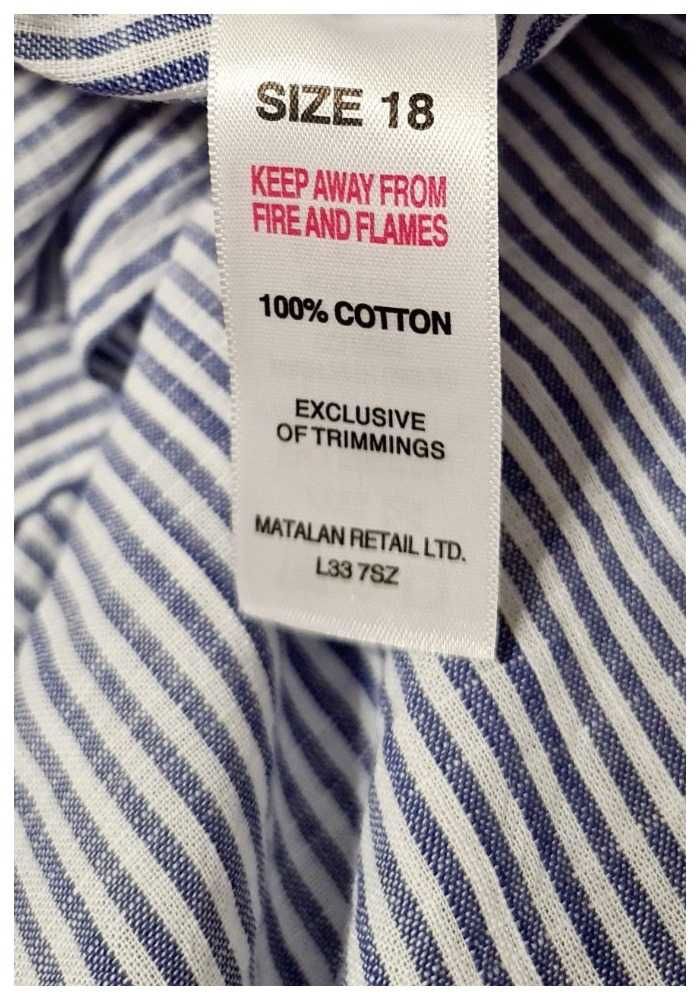 SIZE 18
KEEP AWAY FROM
FIRE AND FLAMES
100% COTTON
EXCLUSIVE
OF TRIMMINGS
MATALAN RETAIL LTD.
L33 7SZ